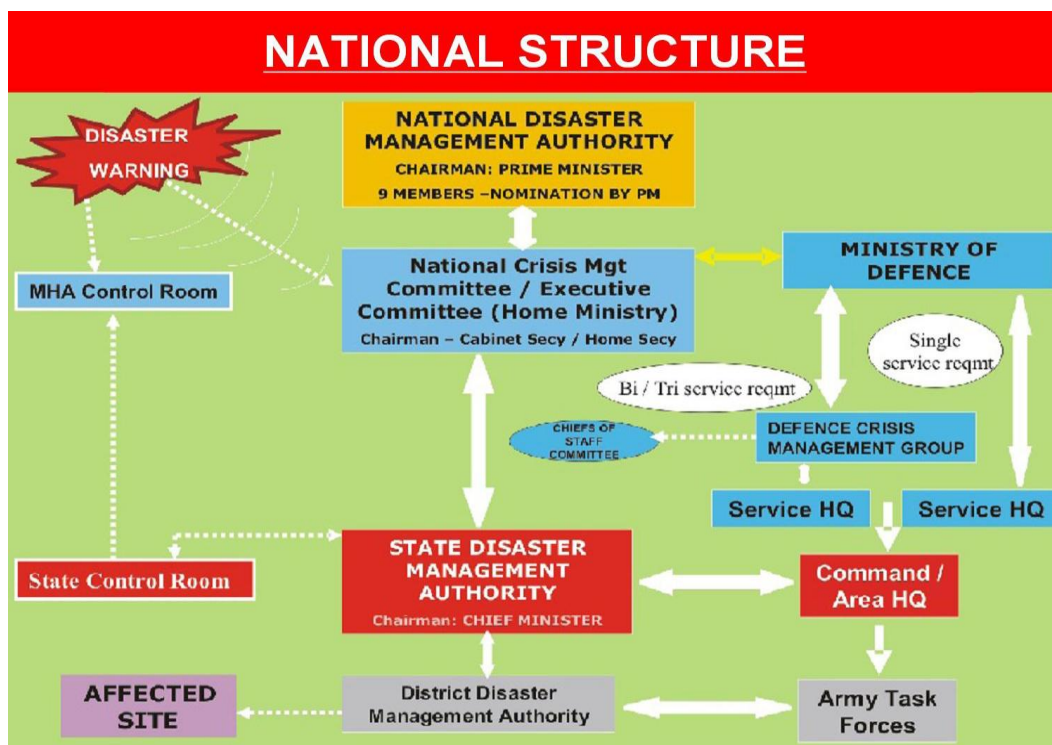 NATIONAL STRUCTURE
DISASTER
WARNING
NATIONAL DISASTER
MANAGEMENT AUTHORITY
CHAIRMAN: PRIME MINISTER
9 MEMBERS –NOMINATION BY PM
MHA Control Room
National Crisis Mgt
Committee / Executive
Committee (Home Ministry)
Chairman – Cabinet Secy / Home Secy
MINISTRY OF
DEFENCE
Single
service reqmt
Bi / Tri service reqmt
CHIEFS OF
STAFF
COMMITTEE
DEFENCE CRISIS
MANAGEMENT GROUP
Service HQ
Service HQ
State Control Room
STATE DISASTER
MANAGEMENT
AUTHORITY
Chairman: CHIEF MINISTER
Command /
Area HQ
AFFECTED
SITE
District Disaster
Management Authority
Army Task
Forces